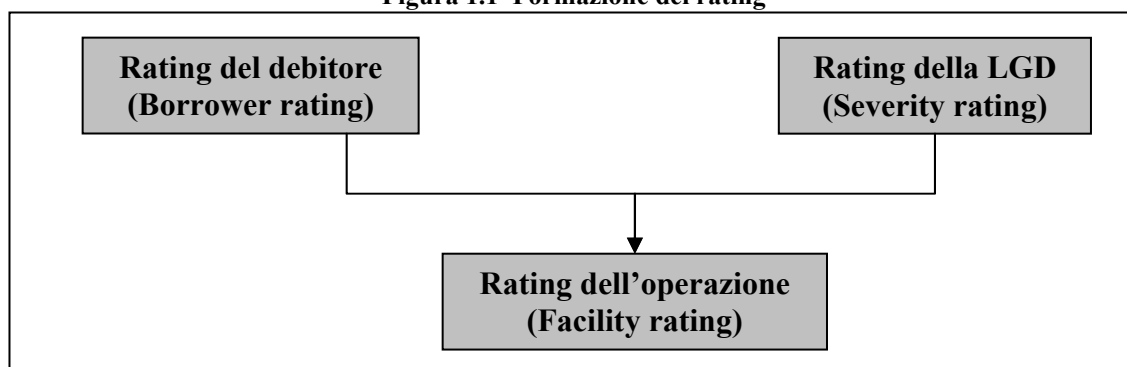 Figura 1.1 Formazione del rating
Rating del debitore
(Borrower rating)
Rating della LGD
(Severity rating)
Rating dell’operazione
(Facility rating)